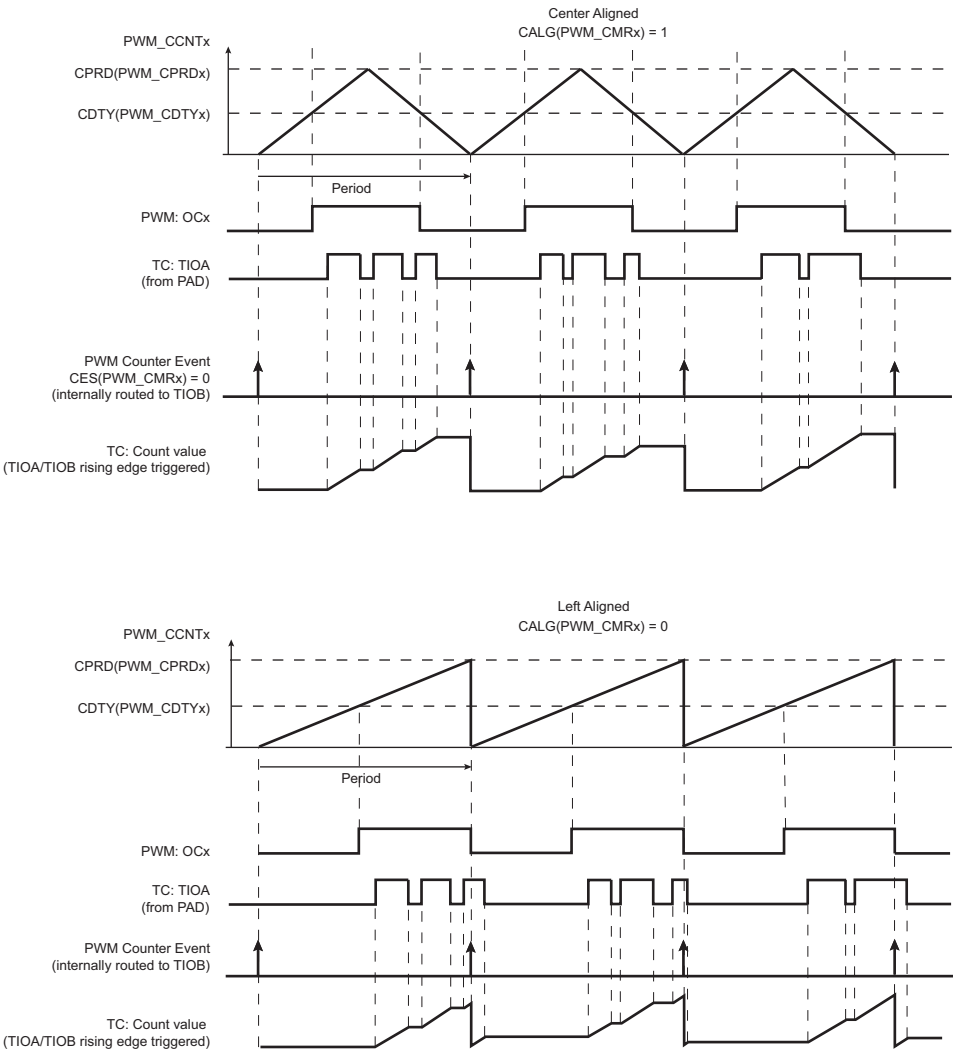 Center Aligned
CALG(PWM_CMRx) = 1
PWM_CCNTx
CPRD(PWM_CPRDx)
CDTY(PWM_CDTYx)
Period
PWM: OCx
TC: TIOA
(from PAD)
PWM Counter Event
CES(PWM_CMRx) = 0
(internally routed to TIOB)
TC: Count value
(TIOA/TIOB rising edge triggered)
Left Aligned
CALG(PWM_CMRx) = 0
PWM_CCNTx
CPRD(PWM_CPRDx)
CDTY(PWM_CDTYx)
Period
PWM: OCx
TC: TIOA
(from PAD)
PWM Counter Event
(internally routed to TIOB)
TC: Count value
(TIOA/TIOB rising edge triggered)